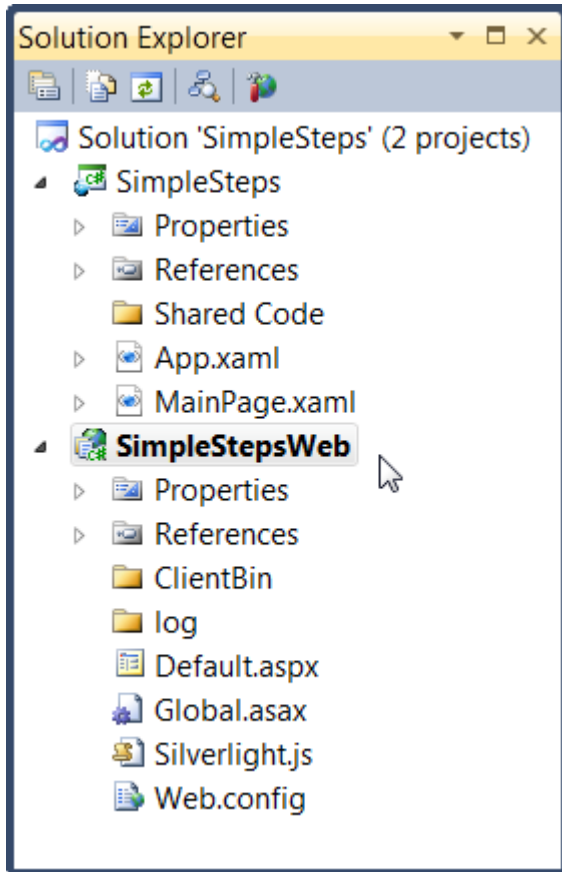 Solution Explorer
Solution 'SimpleSteps' (2 projects)
C# SimpleSteps
Properties
References
Shared Code
App.xaml
MainPage.xaml
C# SimpleStepsWeb
Properties
References
ClientBin
log
Default.aspx
Global.asax
Silverlight.js
Web.config